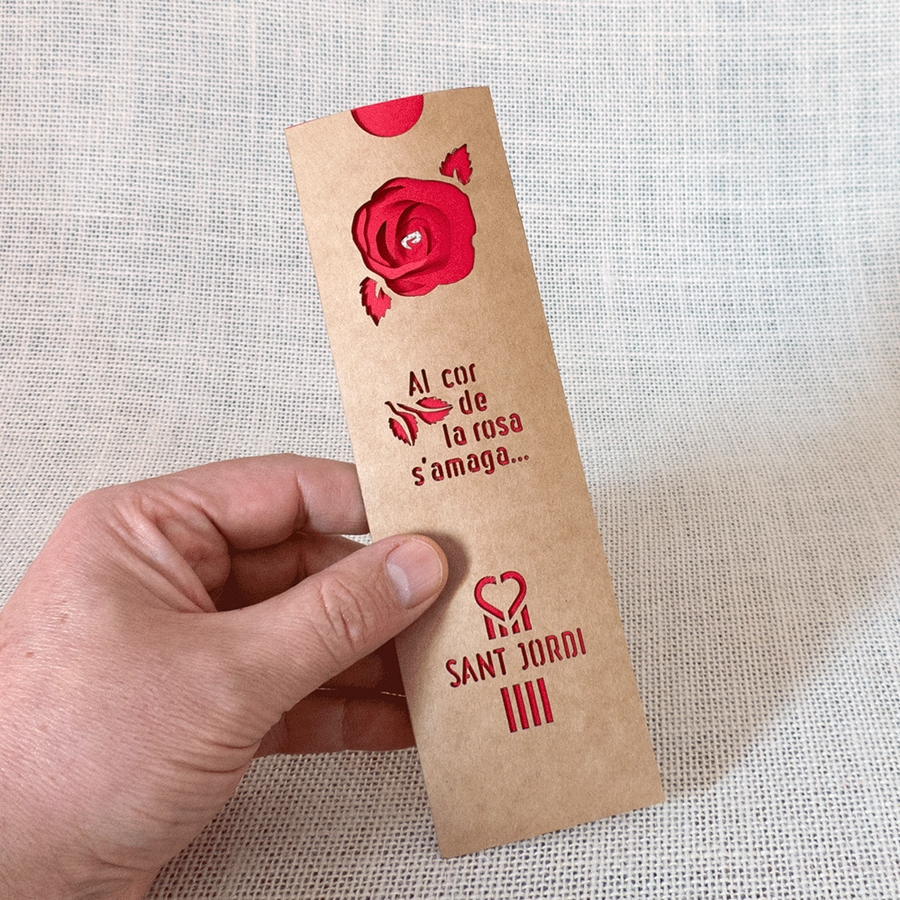 Al cor
de
la rosa
s'amaga...
SANT JORDI